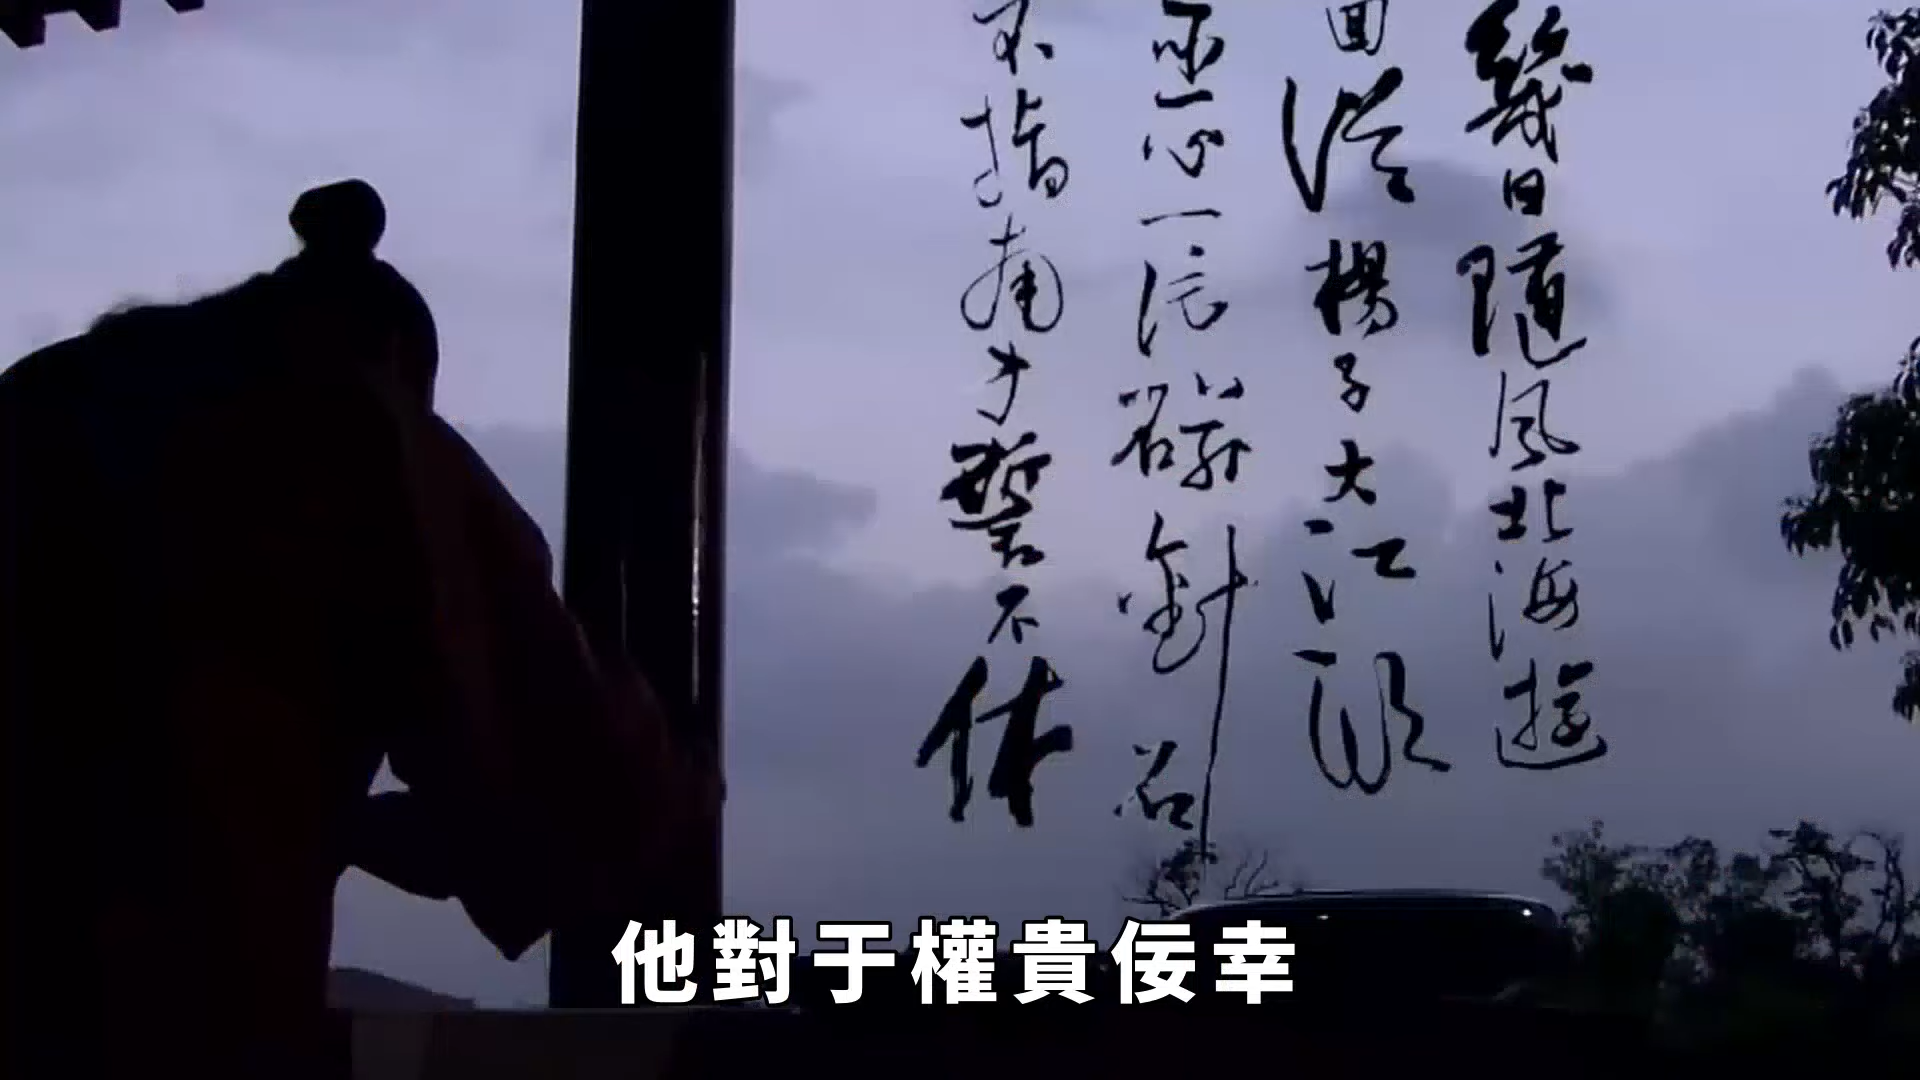 幾日隨風北海遊
回從楊子大江頭
臣心一片磁針石
不指南方誓不休
他對于權貴佞幸